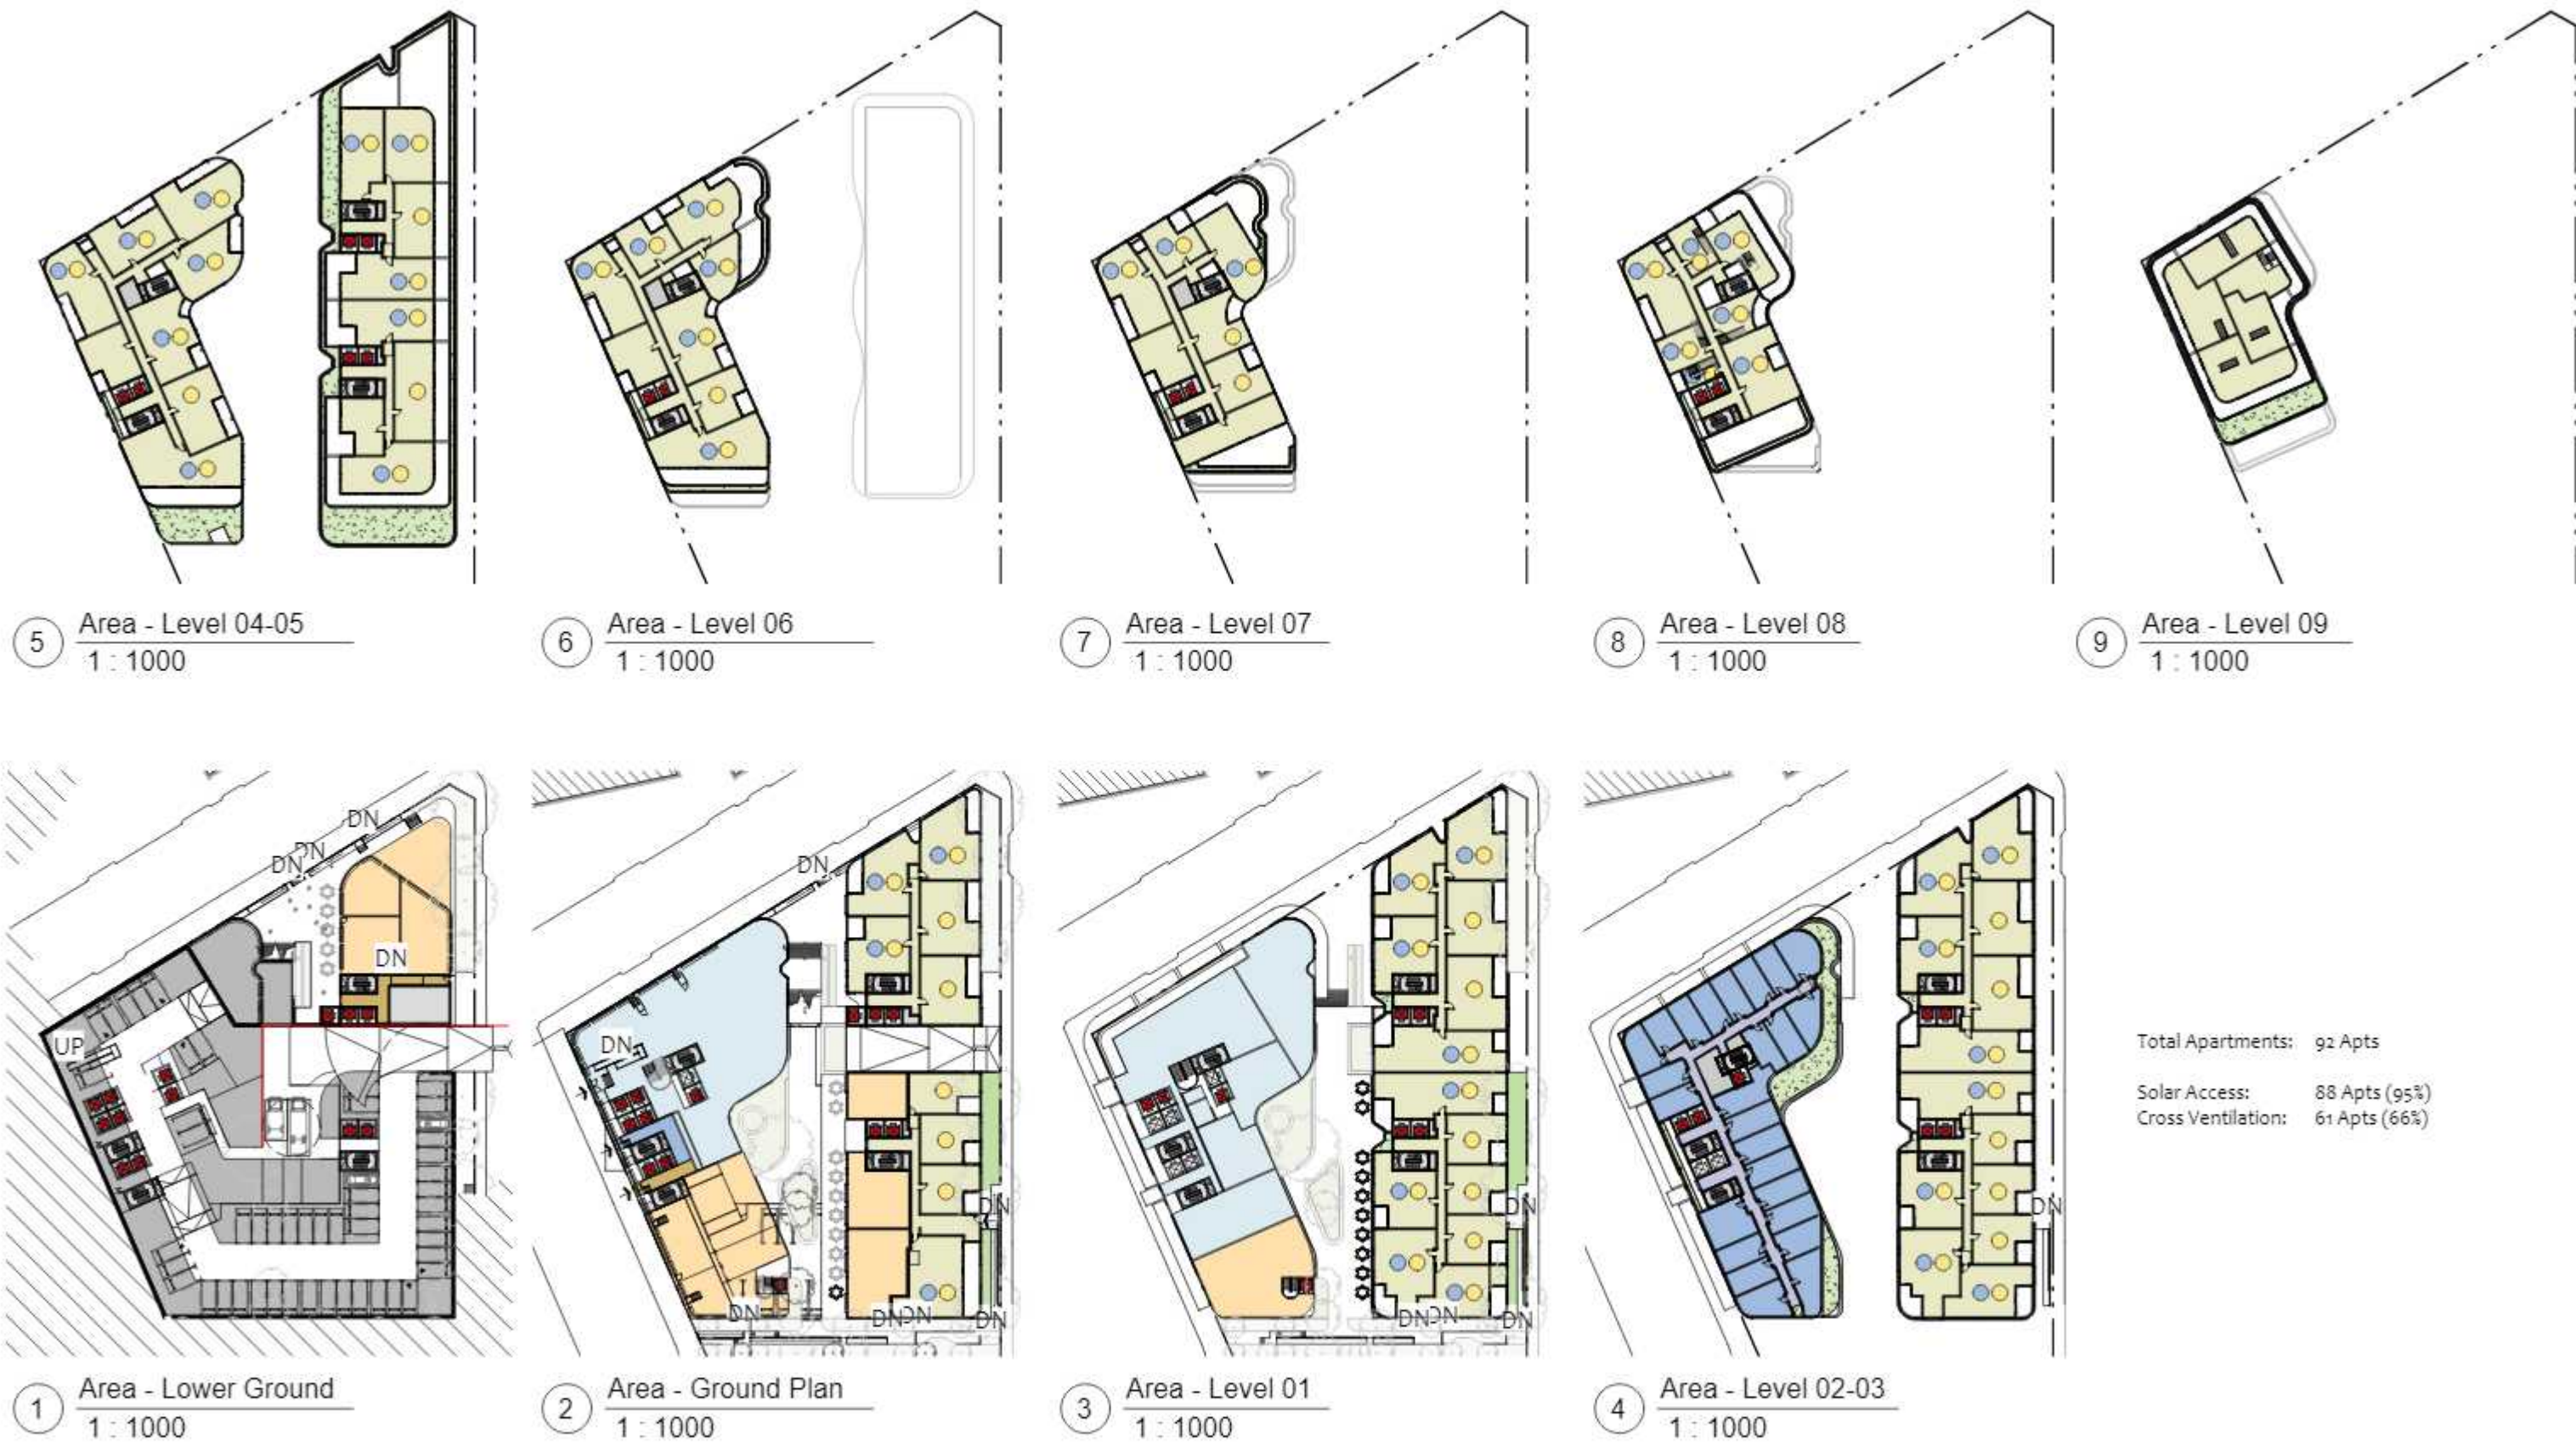 5 Area - Level 04-05
1 : 1000
6 Area - Level 06
1 : 1000
7 Area - Level 07
1 : 1000
8 Area - Level 08
1 : 1000
9 Area - Level 09
1 : 1000
DN
DN
DN
DN
UP
DN
DN
DN
DN
DN
DN
DN
DN
DN
DN
DN
DN
Total Apartments: 92 Apts
Solar Access: 88 Apts (95%)
Cross Ventilation: 61 Apts (66%)
DN
1 Area - Lower Ground
1 : 1000
2 Area - Ground Plan
1 : 1000
3 Area - Level 01
1 : 1000
4 Area - Level 02-03
1 : 1000